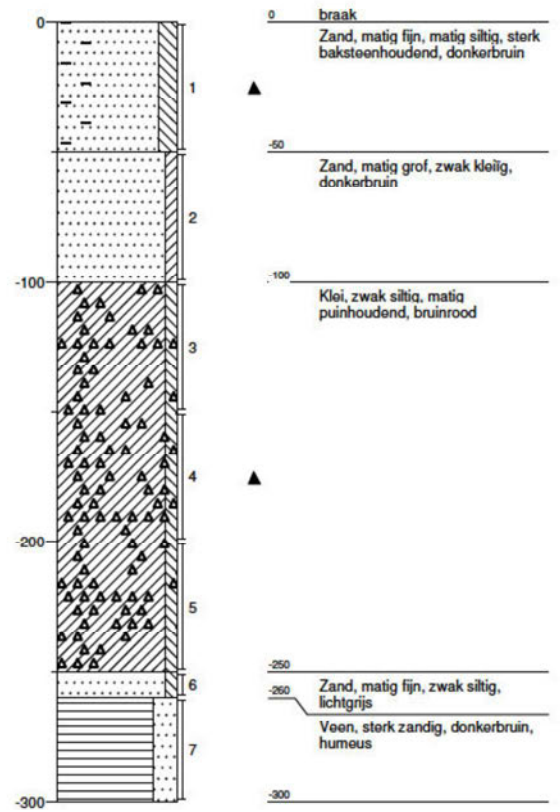 0
0
braak
Zand, matig fijn, matig siltig, sterk
baksteenhoudend, donkerbruin
1
-50
Zand, matig grof, zwak kleiïg,
donkerbruin
2
-100
-100
Klei, zwak siltig, matig
puinhoudend, bruinrood
3
4
-200
5
-250
Zand, matig fijn, zwak siltig,
lichtgrijs
6
-260
Veen, sterk zandig, donkerbruin,
humeus
7
-300
-300